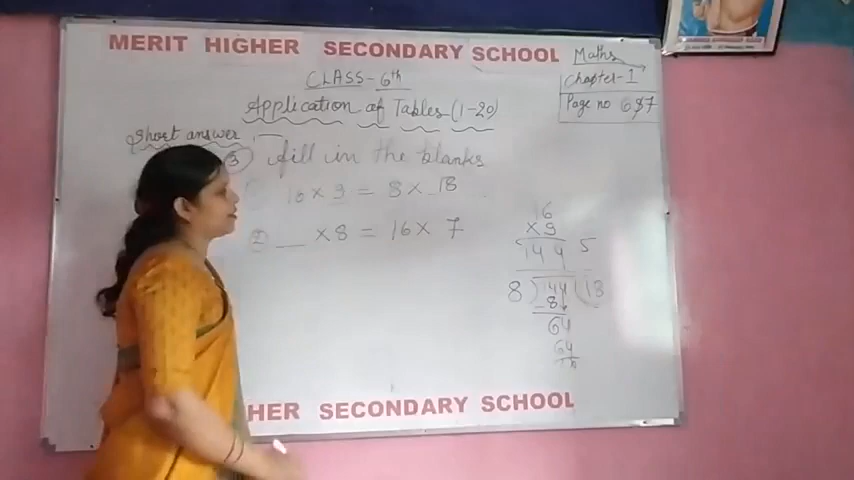 MERIT HIGHER SECONDARY SCHOOL
Maths
CLASS-6th
Chapter-1
Application of Tables (1-20)
Page no 6,7
Short answer
3 fill in the blanks
16 × 9 = 8 × 18
2 __ × 8 = 16 × 7
16
× 9
144 5
8 ) 144 ( 18
- 8
64
64
HER SECONDARY SCHOOL